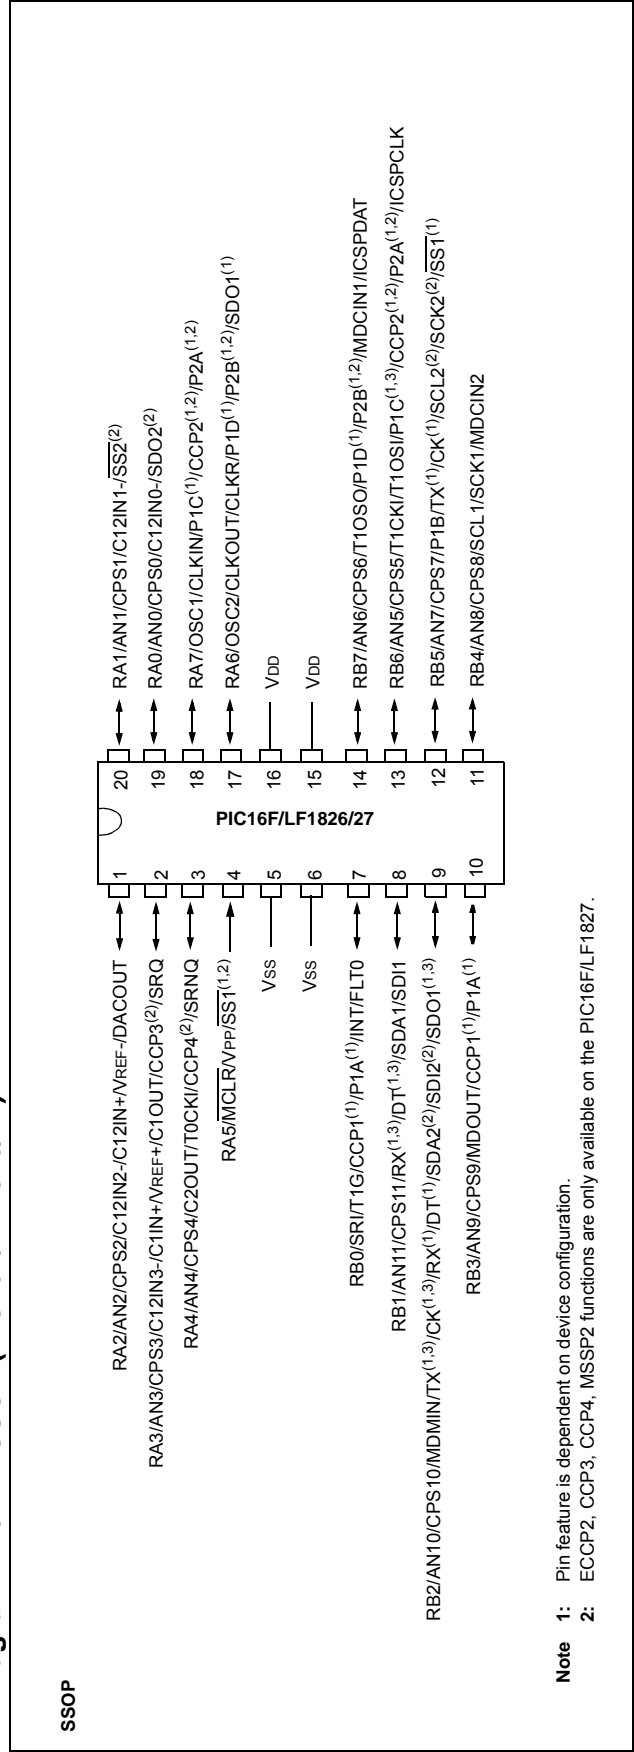 SSOP
RA2/AN2/CPS2/C12IN2-/C12IN+/VREF-/DACOUT
RA3/AN3/CPS3/C12IN3-/C1IN+/VREF+/C1OUT/CCP3(2)/SRQ
RA4/AN4/CPS4/C2OUT/T0CKI/CCP4(2)/SRNQ
RA5/MCLR/VPP/SS1(1,2)
VSS
VSS
RB0/SRI/T1G/CCP1(1)/P1A(1)/INT/FLT0
RB1/AN11/CPS11/RX(1,3)/DT(1,3)/SDA1/SDI1
RB2/AN10/CPS10/MDMIN/TX(1,3)/CK(1,3)/RX(1)/DT(1)/SDA2(2)/SDI2(2)/SDO1(1,3)
RB3/AN9/CPS9/MDOUT/CCP1(1)/P1A(1)
1
2
3
4
5
6
7
8
9
10
PIC16F/LF1826/27
20
19
18
17
16
15
14
13
12
11
RA1/AN1/CPS1/C12IN1-/SS2(2)
RA0/AN0/CPS0/C12IN0-/SDO2(2)
RA7/OSC1/CLKIN/P1C(1)/CCP2(1,2)/P2A(1,2)
RA6/OSC2/CLKOUT/CLKR/P1D(1)/P2B(1,2)/SDO1(1)
VDD
VDD
RB7/AN6/CPS6/T1OSO/P1D(1)/P2B(1,2)/MDCIN1/ICSPDAT
RB6/AN5/CPS5/T1CKI/T1OSI/P1C(1,3)/CCP2(1,2)/P2A(1,2)/ICSPCLK
RB5/AN7/CPS7/P1B/TX(1)/CK(1)/SCL2(2)/SCK2(2)/SS1(1)
RB4/AN8/CPS8/SCL1/SCK1/MDCIN2
Note 1: Pin feature is dependent on device configuration.
2: ECCP2, CCP3, CCP4, MSSP2 functions are only available on the PIC16F/LF1827.